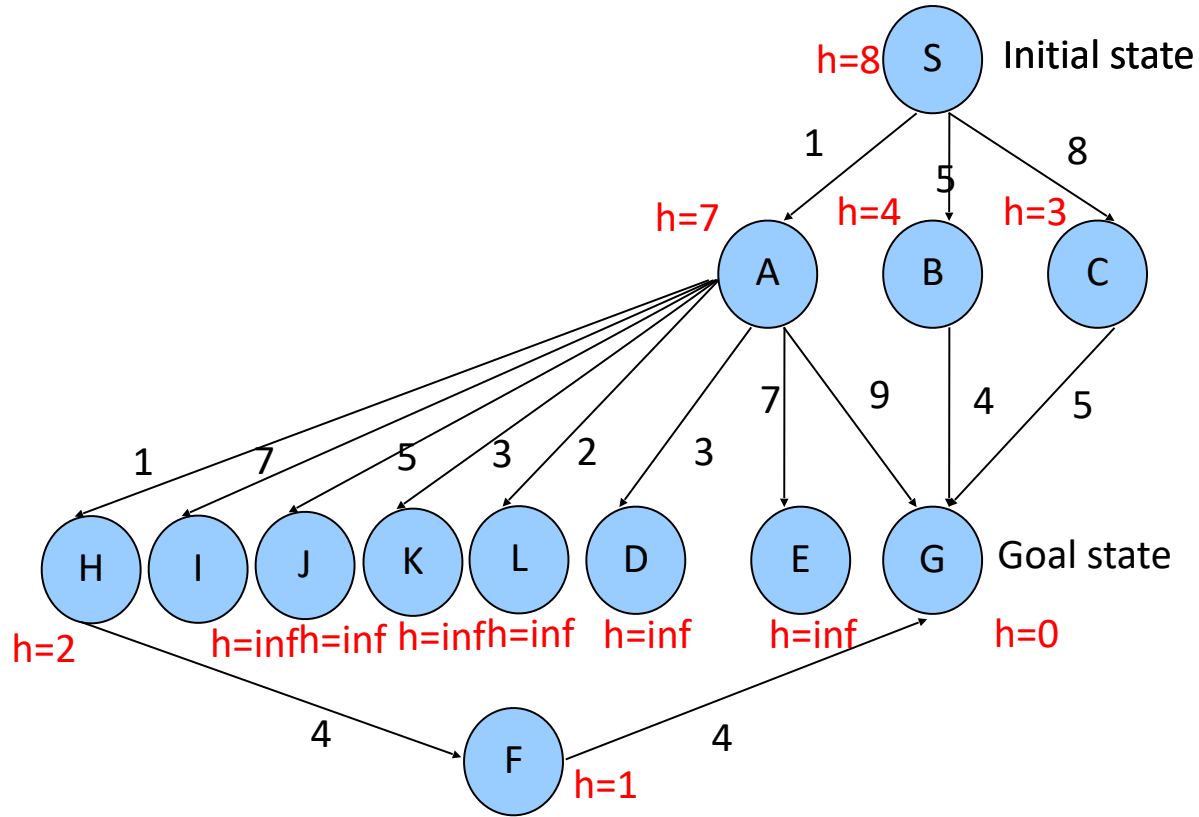 S
Initial state
h=8
1
5
8
h=7
h=4
h=3
A
B
C
1
7
5
3
2
3
7
9
4
5
H
I
J
K
L
D
E
G
Goal state
h=2
h=inf
h=inf
h=inf
h=inf
h=inf
h=inf
h=0
4
F
4
h=1